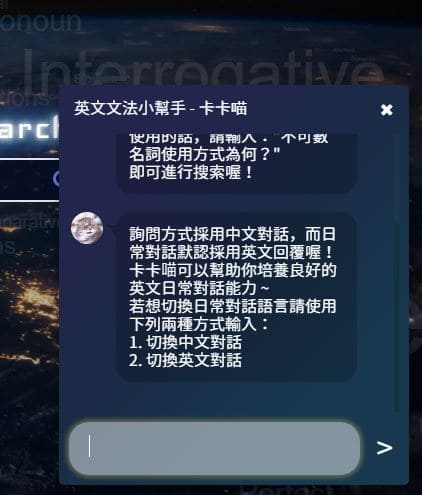 onoun
Interrogative
英文文法小幫手 - 卡卡喵
✖
arch
使用的話，請輸入："不可數
名詞使用方式為何？"
即可進行搜索喔！
詢問方式採用中文對話，而日
常對話默認採用英文回覆喔！
卡卡喵可以幫助你培養良好的
英文日常對話能力 ~
若想切換日常對話語言請使用
下列兩種方式輸入：
1. 切換中文對話
2. 切換英文對話
>